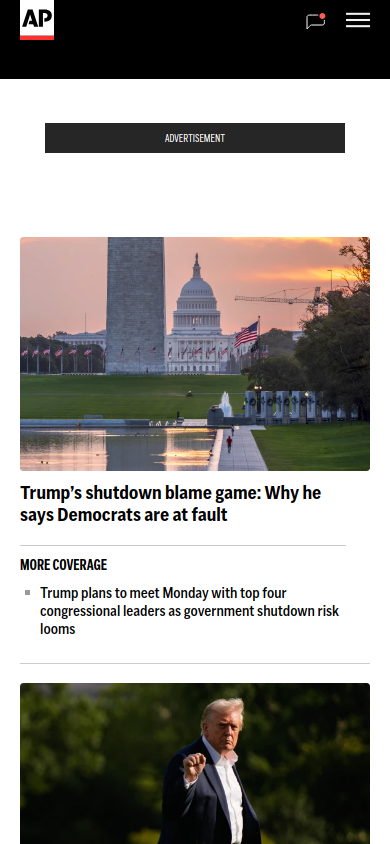 AP
ADVERTISEMENT
Trump's shutdown blame game: Why he
says Democrats are at fault
MORE COVERAGE
Trump plans to meet Monday with top four
congressional leaders as government shutdown risk
looms